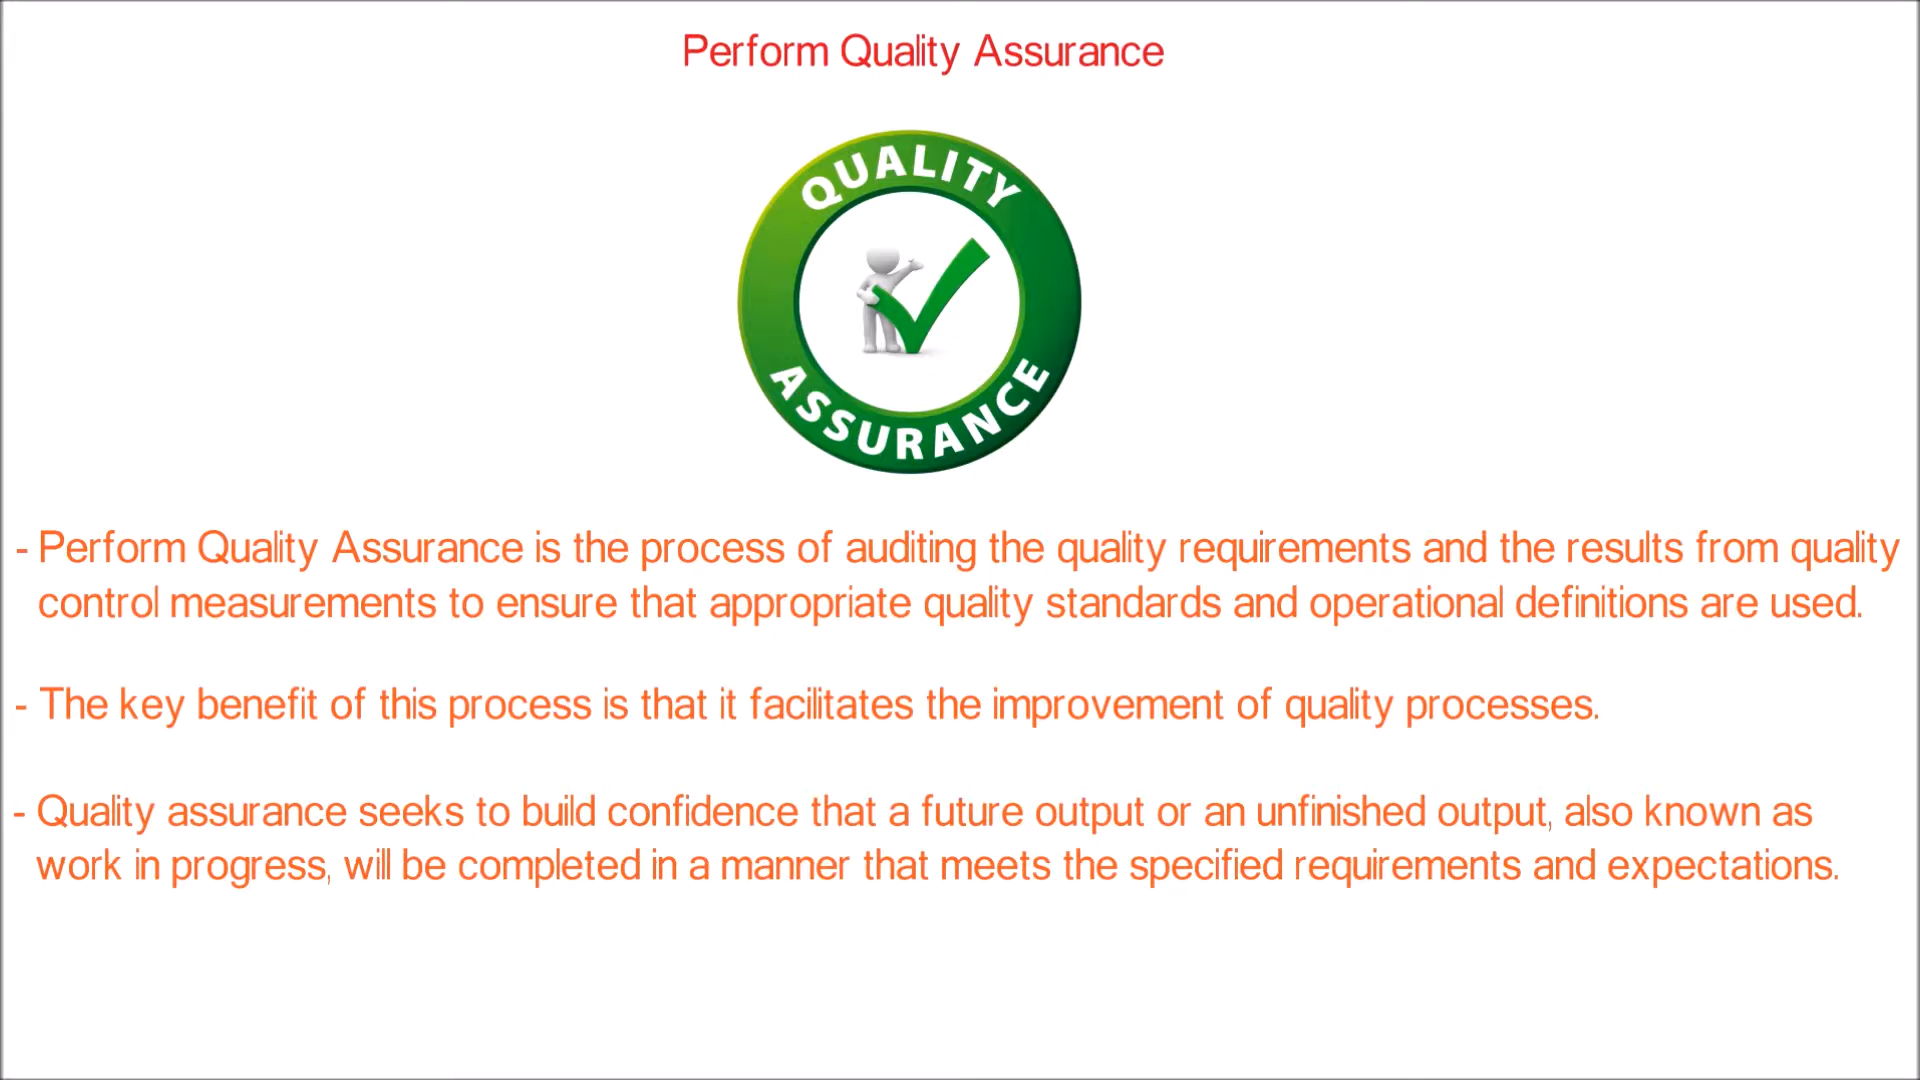 Perform Quality Assurance
QUALITY
ASSURANCE
- Perform Quality Assurance is the process of auditing the quality requirements and the results from quality
control measurements to ensure that appropriate quality standards and operational definitions are used.
- The key benefit of this process is that it facilitates the improvement of quality processes.
- Quality assurance seeks to build confidence that a future output or an unfinished output, also known as
work in progress, will be completed in a manner that meets the specified requirements and expectations.